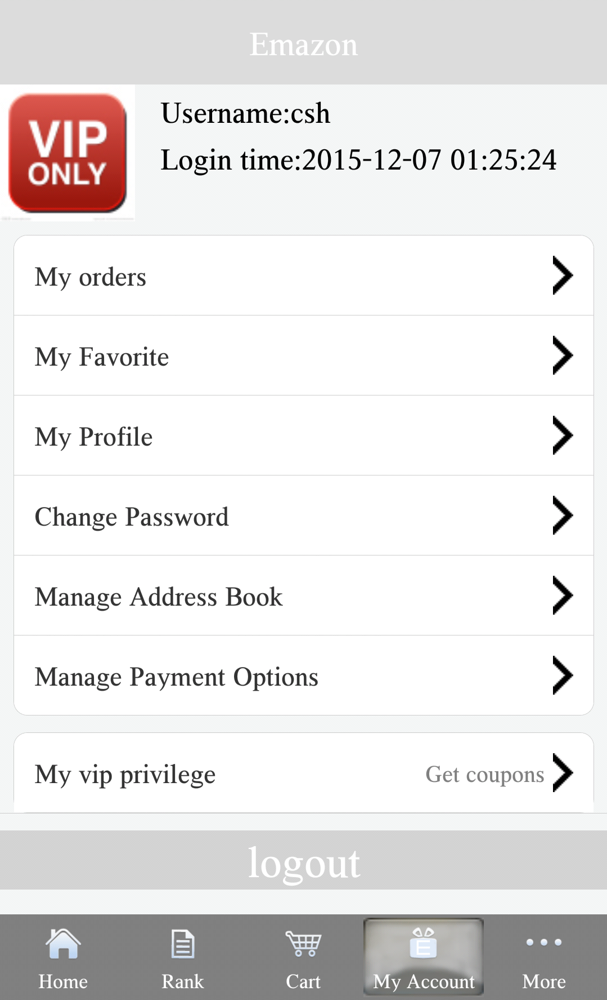 Emazon
VIP
ONLY
Username:csh
Login time:2015-12-07 01:25:24
My orders
My Favorite
My Profile
Change Password
Manage Address Book
Manage Payment Options
My vip privilege Get coupons
logout
Home Rank Cart My Account More